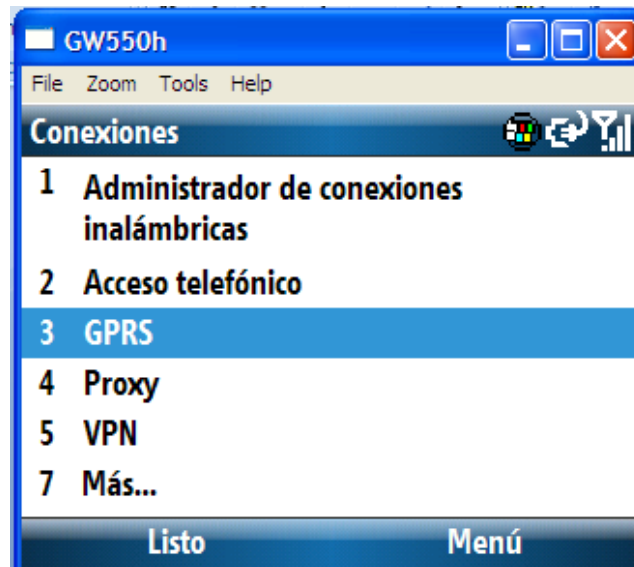 GW550h
File Zoom Tools Help
Conexiones
1 Administrador de conexiones
inalámbricas
2 Acceso telefónico
3 GPRS
4 Proxy
5 VPN
7 Más...
Listo Menú